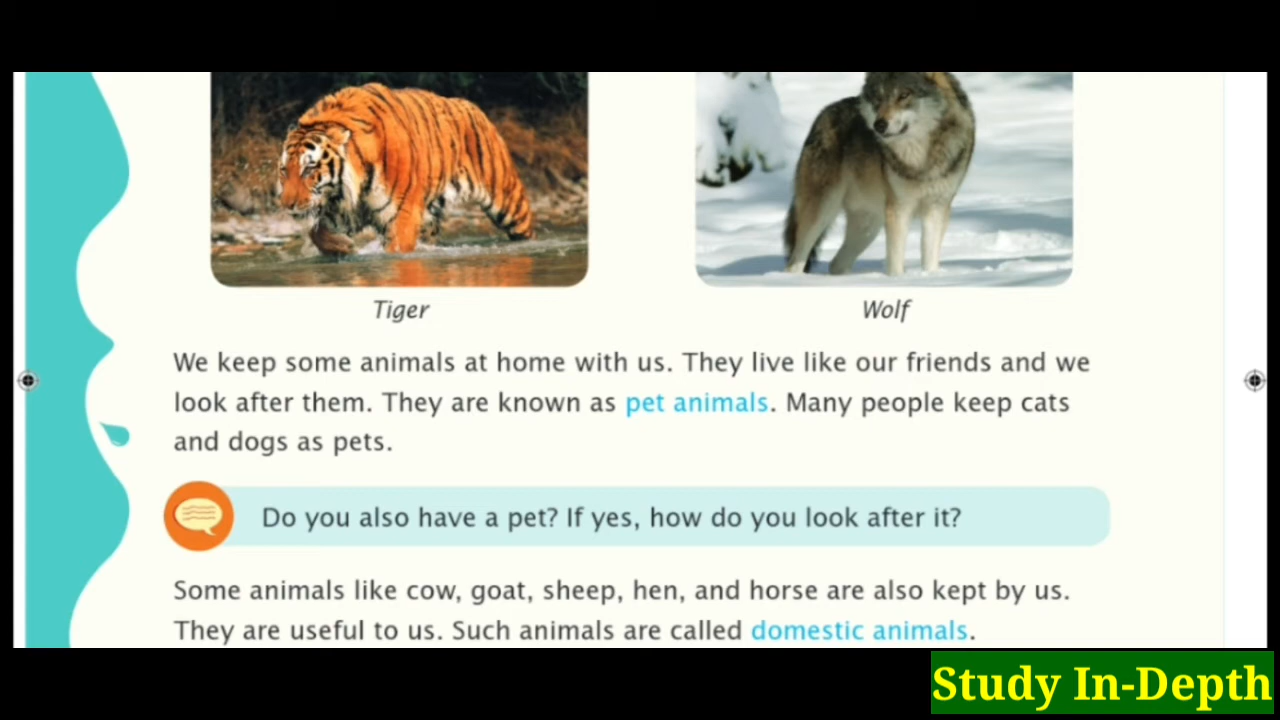 Tiger
Wolf
We keep some animals at home with us. They live like our friends and we
look after them. They are known as pet animals. Many people keep cats
and dogs as pets.
Do you also have a pet? If yes, how do you look after it?
Some animals like cow, goat, sheep, hen, and horse are also kept by us.
They are useful to us. Such animals are called domestic animals.
Study In-Depth